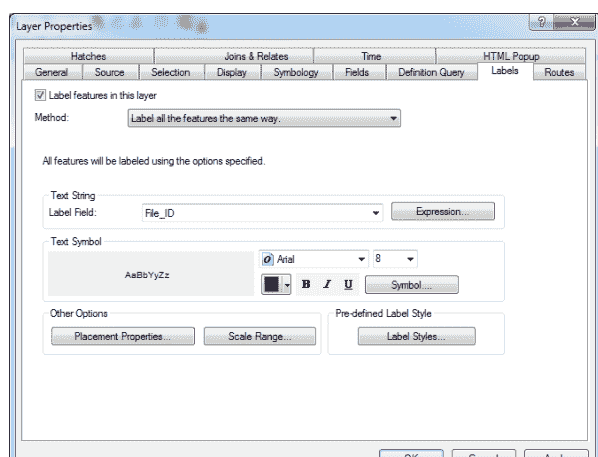 Layer Properties
Hatches Joins & Relates Time HTML Popup
General Source Selection Display Symbology Fields Definition Query Labels Routes
Label features in this layer
Method: Label all the features the same way.
All features will be labeled using the options specified.
Text String
Label Field: File_ID Expression...
Text Symbol
AaBbYyZz
Arial 8
B I U Symbol...
Other Options Pre-defined Label Style
Placement Properties... Scale Range... Label Styles...